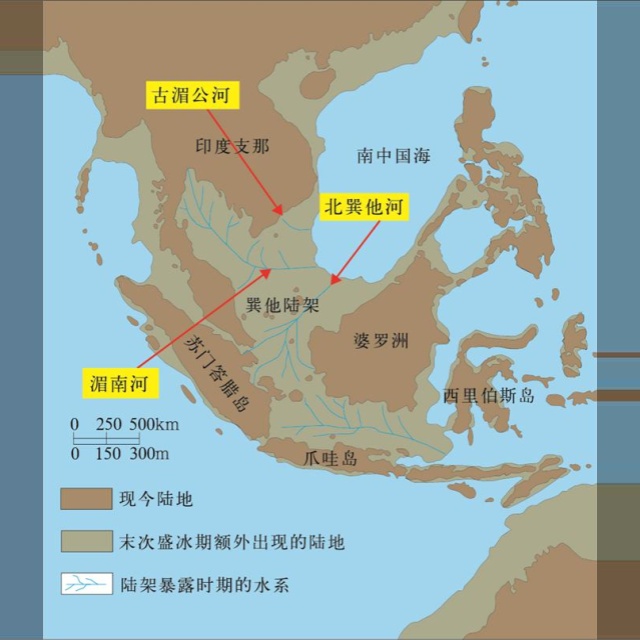 古湄公河
印度支那
南中国海
北巽他河
巽他陆架
婆罗洲
苏门答腊岛
湄南河
西里伯斯岛
0 250 500km
0 150 300m
爪哇岛
现今陆地
末次盛冰期额外出现的陆地
陆架暴露时期的水系